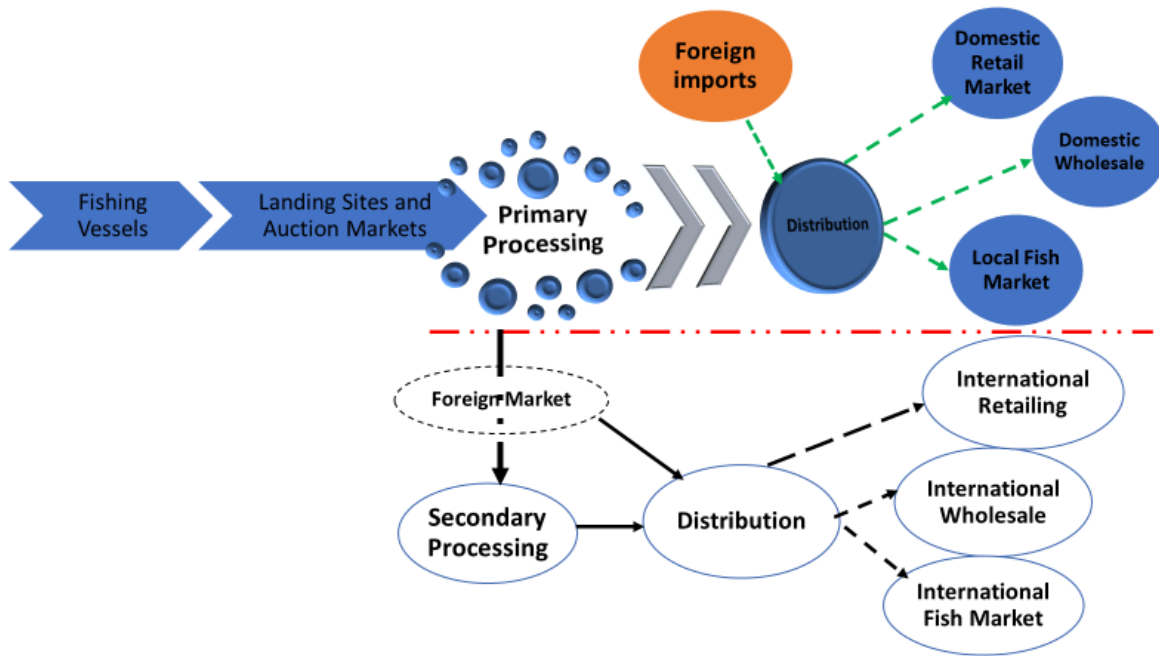 Fishing
Vessels
Landing Sites and
Auction Markets
Primary
Processing
Foreign
imports
Distribution
Domestic
Retail
Market
Domestic
Wholesale
Local Fish
Market
Foreign Market
Secondary
Processing
Distribution
International
Retailing
International
Wholesale
International
Fish Market